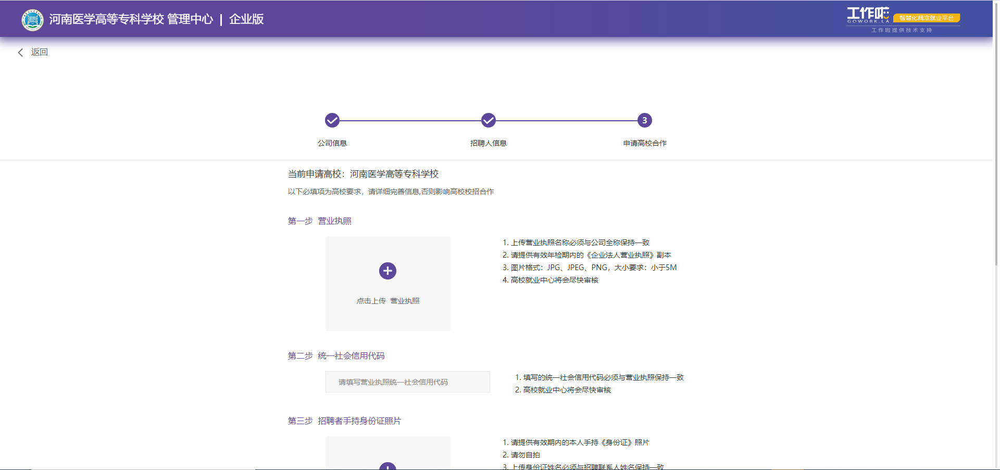 河南医学高等专科学校 管理中心 | 企业版
工作啦
GOWORK.LA
智慧化精准就业平台
工作啦提供技术支持
返回
3
公司信息
招聘人信息
申请高校合作
当前申请高校：河南医学高等专科学校
以下必填项为高校要求，请详细完善信息,否则影响高校校招合作
第一步 营业执照
点击上传 营业执照
1. 上传营业执照名称必须与公司全称保持一致
2. 请提供有效年检期内的《企业法人营业执照》副本
3. 图片格式：JPG、JPEG、PNG，大小要求：小于5M
4. 高校就业中心将会尽快审核
第二步 统一社会信用代码
请填写营业执照统一社会信用代码
1. 填写的统一社会信用代码必须与营业执照保持一致
2. 高校就业中心将会尽快审核
第三步 招聘者手持身份证照片
1. 请提供有效期内的本人手持《身份证》照片
2. 请勿自拍
3. 上传身份证姓名必须与招聘联系人姓名保持一致